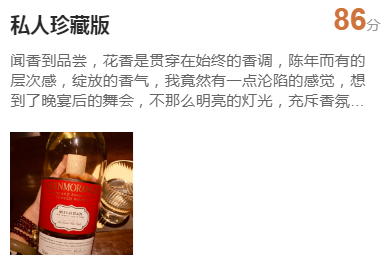 私人珍藏版
86分
闻香到品尝，花香是贯穿在始终的香调，陈年而有的
层次感，绽放的香气，我竟然有一点沦陷的感觉，想
到了晚宴后的舞会，不那么明亮的灯光，充斥香氛...